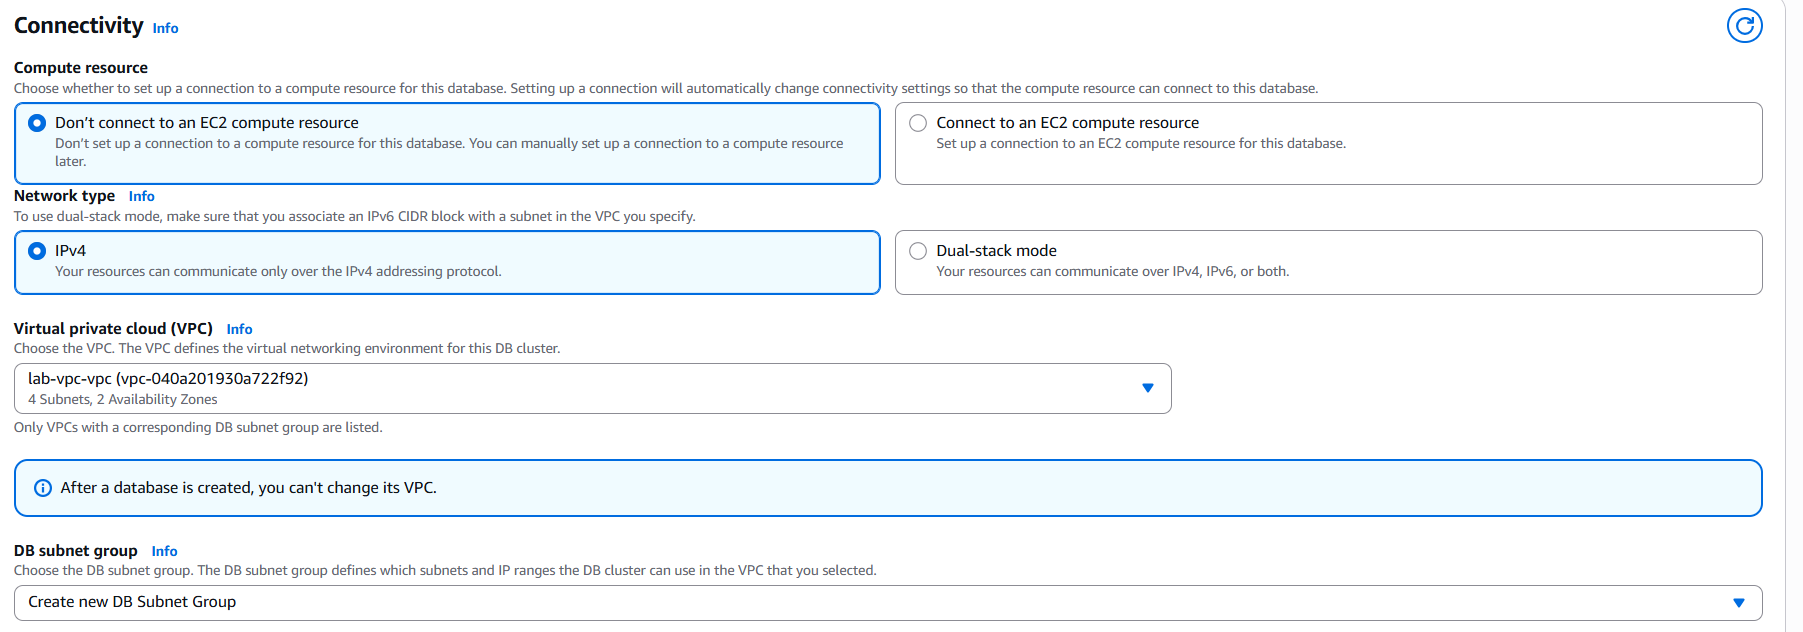 Connectivity Info
Compute resource
Choose whether to set up a connection to a compute resource for this database. Setting up a connection will automatically change connectivity settings so that the compute resource can connect to this database.
Don’t connect to an EC2 compute resource
Don’t set up a connection to a compute resource for this database. You can manually set up a connection to a compute resource
later.
Connect to an EC2 compute resource
Set up a connection to an EC2 compute resource for this database.
Network type Info
To use dual-stack mode, make sure that you associate an IPv6 CIDR block with a subnet in the VPC you specify.
IPv4
Your resources can communicate only over the IPv4 addressing protocol.
Dual-stack mode
Your resources can communicate over IPv4, IPv6, or both.
Virtual private cloud (VPC) Info
Choose the VPC. The VPC defines the virtual networking environment for this DB cluster.
lab-vpc-vpc (vpc-040a201930a722f92)
4 Subnets, 2 Availability Zones
Only VPCs with a corresponding DB subnet group are listed.
After a database is created, you can't change its VPC.
DB subnet group Info
Choose the DB subnet group. The DB subnet group defines which subnets and IP ranges the DB cluster can use in the VPC that you selected.
Create new DB Subnet Group